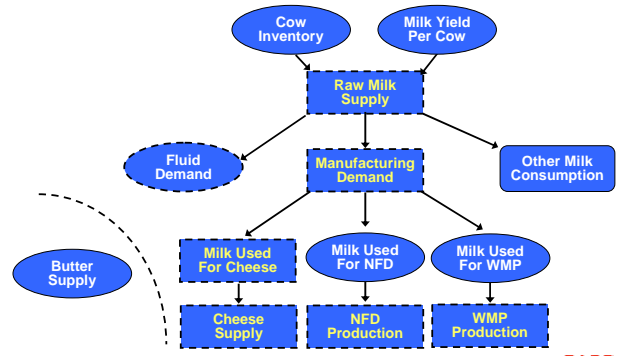 Cow
Inventory
Milk Yield
Per Cow
Raw Milk
Supply
Fluid
Demand
Manufacturing
Demand
Other Milk
Consumption
Butter
Supply
Milk Used
For Cheese
Milk Used
For NFD
Milk Used
For WMP
Cheese
Supply
NFD
Production
WMP
Production